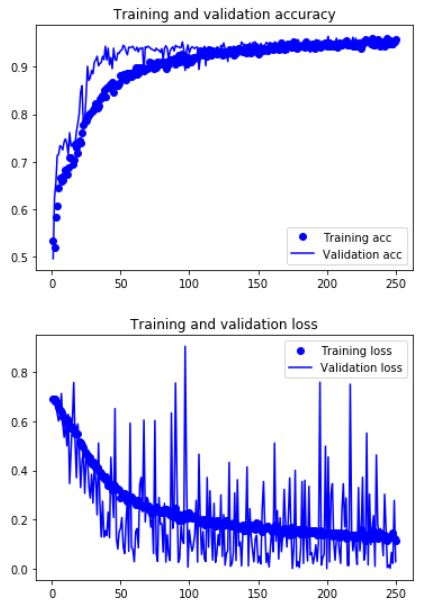 Training and validation accuracy
0.9
0.8
0.7
0.6
0.5
Training acc
Validation acc
0 50 100 150 200 250
Training and validation loss
Training loss
Validation loss
0.8
0.6
0.4
0.2
0.0
0 50 100 150 200 250